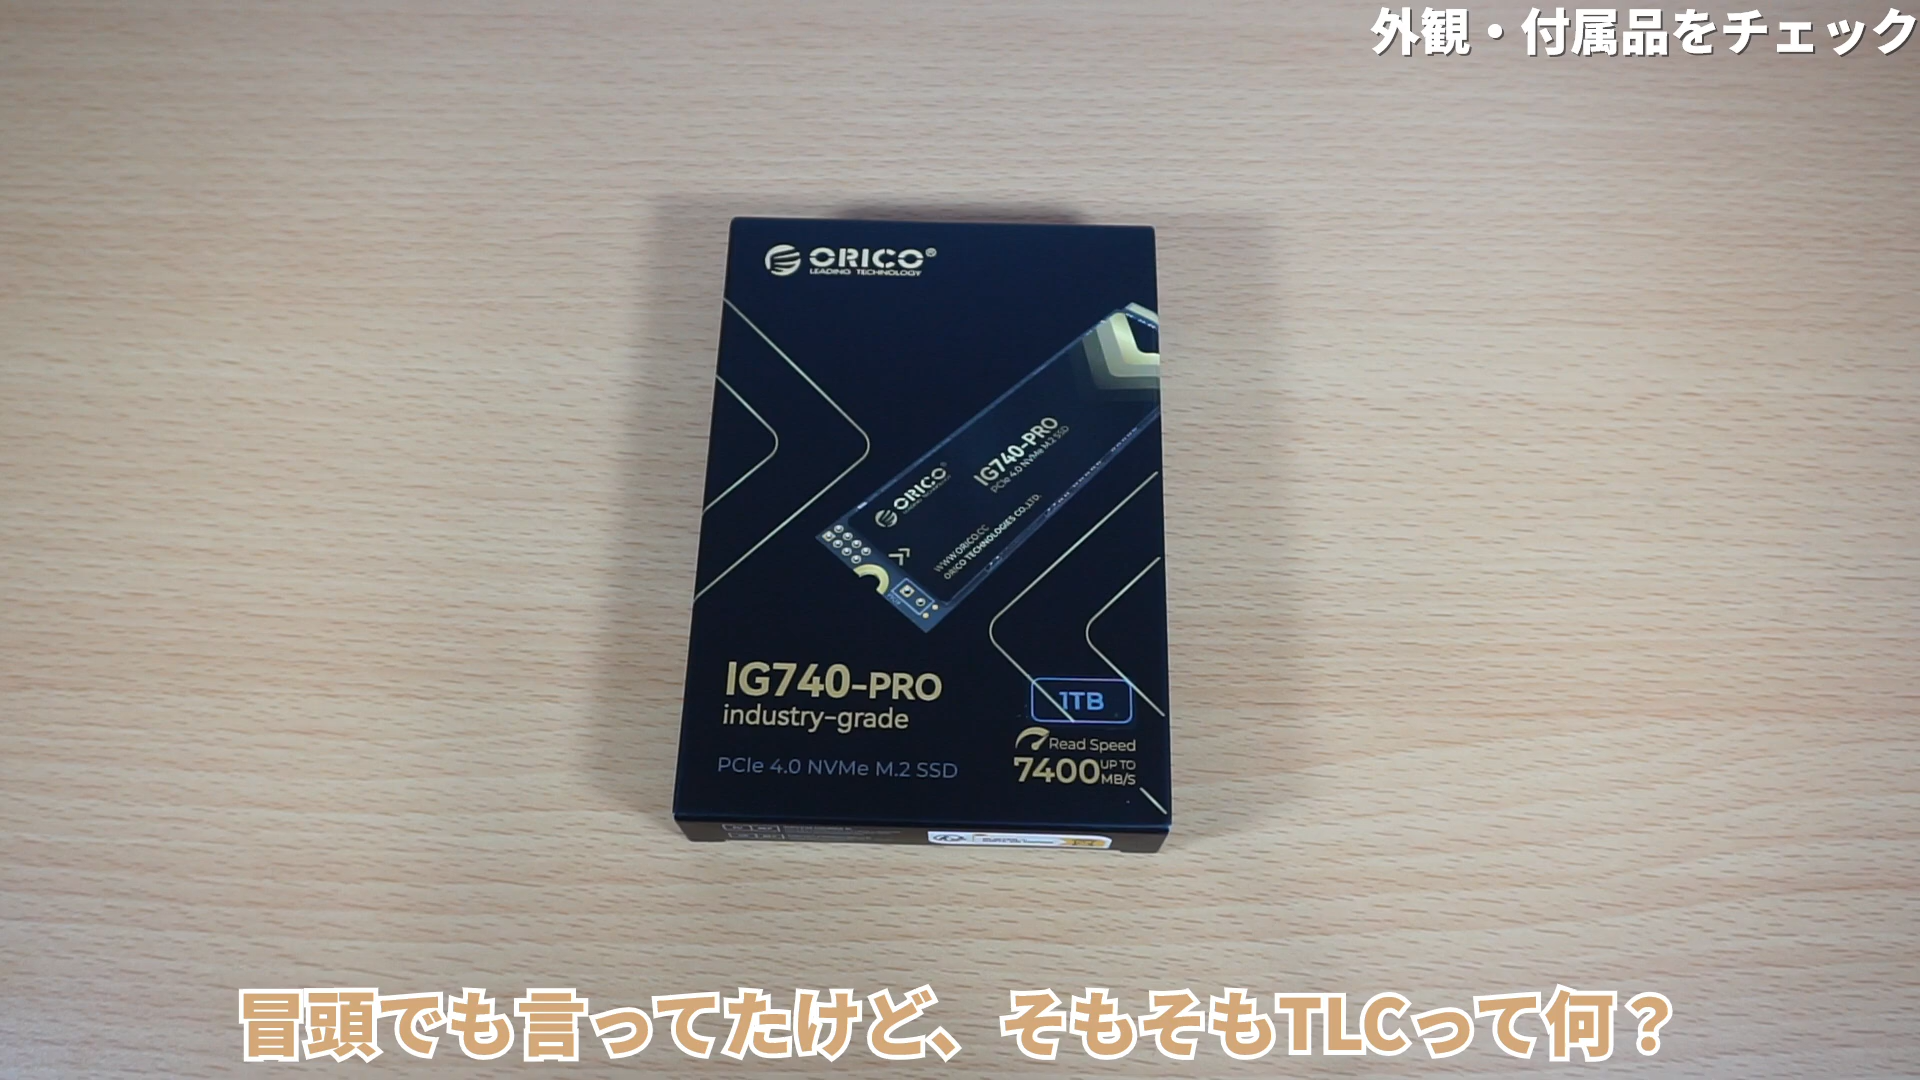 外観・付属品をチェック
ORICO®
LEADING TECHNOLOGY
IG740-PRO
PCIe 4.0 NVMe M.2 SSD
ORICO
WWW.ORICO.CC
ORICO TECHNOLOGIES CO.,LTD.
IG740-PRO
industry-grade
PCIe 4.0 NVMe M.2 SSD
1TB
Read Speed
7400 UP TO MB/S
冒頭でも言ってたけど、そもそもTLCって何？